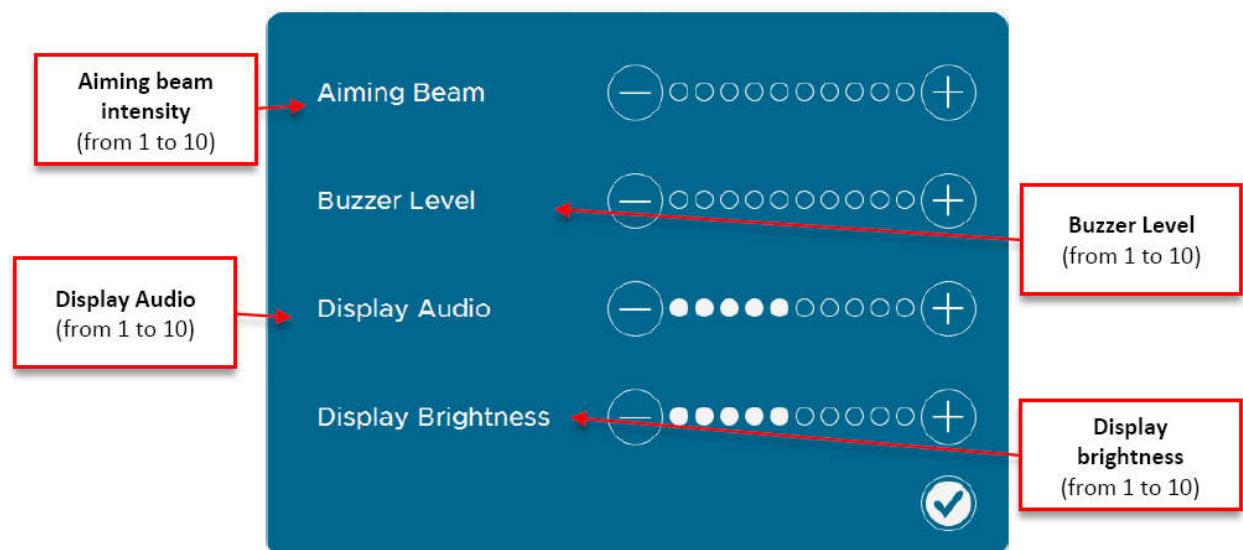 Aiming beam
intensity
(from 1 to 10)
Aiming Beam
Buzzer Level
Buzzer Level
(from 1 to 10)
Display Audio
(from 1 to 10)
Display Audio
Display Brightness
Display
brightness
(from 1 to 10)